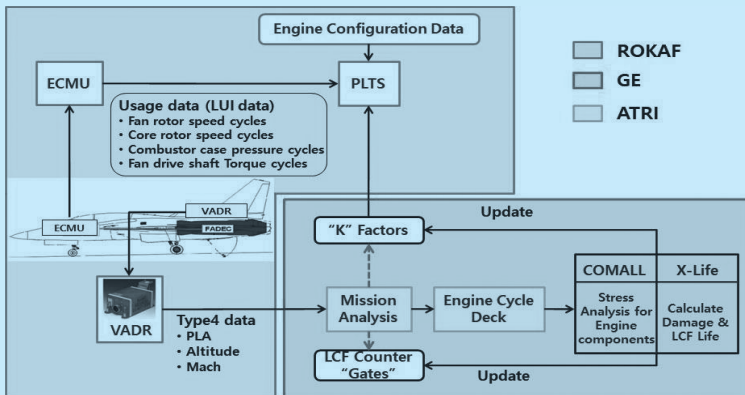 Engine Configuration Data
ROKAF
GE
ATRI
ECMU
PLTS
Usage data (LUI data)
• Fan rotor speed cycles
• Core rotor speed cycles
• Combustor case pressure cycles
• Fan drive shaft Torque cycles
VADR
ECMU
FADEC
VADR
Type4 data
• PLA
• Altitude
• Mach
"K" Factors
Update
Mission
Analysis
Engine Cycle
Deck
COMALL
X-Life
Stress
Analysis for
Engine
components
Calculate
Damage &
LCF Life
LCF Counter
"Gates"
Update